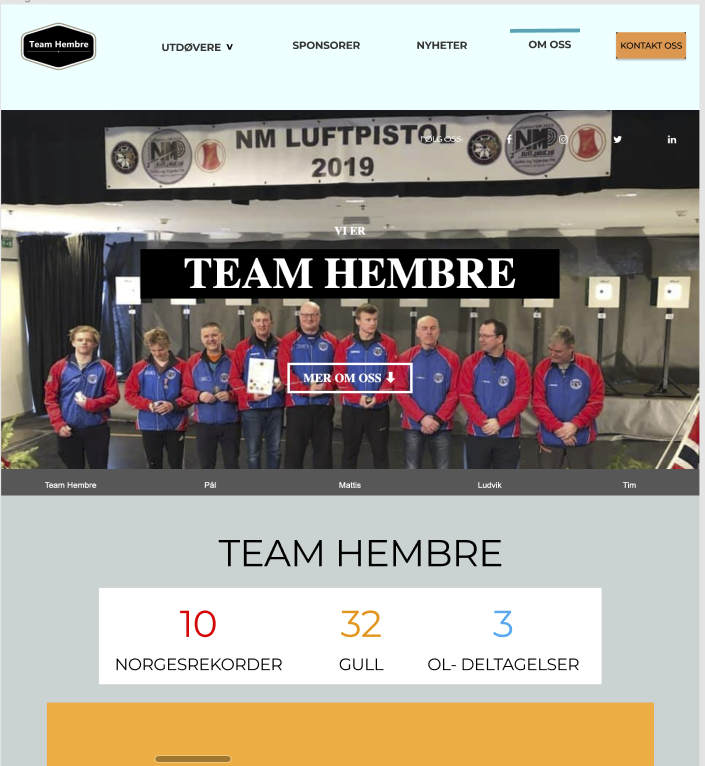 Team Hembre
UTDØVERE V
SPONSORER
NYHETER
OM OSS
KONTAKT OSS
NM LUFTPISTOL
2019
FØLG OSS:
VI ER
TEAM HEMBRE
MER OM OSS
Team Hembre
Pål
Mattis
Ludvik
Tim
TEAM HEMBRE
10
32
3
NORGESREKORDER
GULL
OL- DELTAGELSER